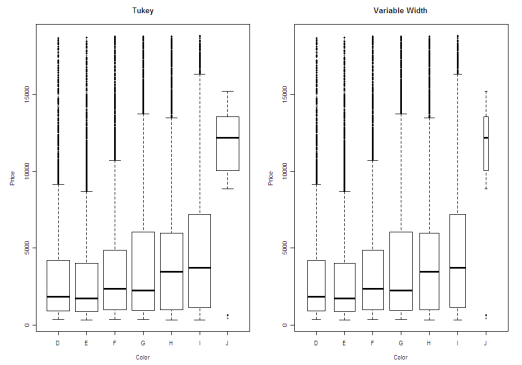 Tukey
Price
0
5000
10000
15000
D E F G H I J
Color
Variable Width
Price
0
5000
10000
15000
D E F G H I J
Color